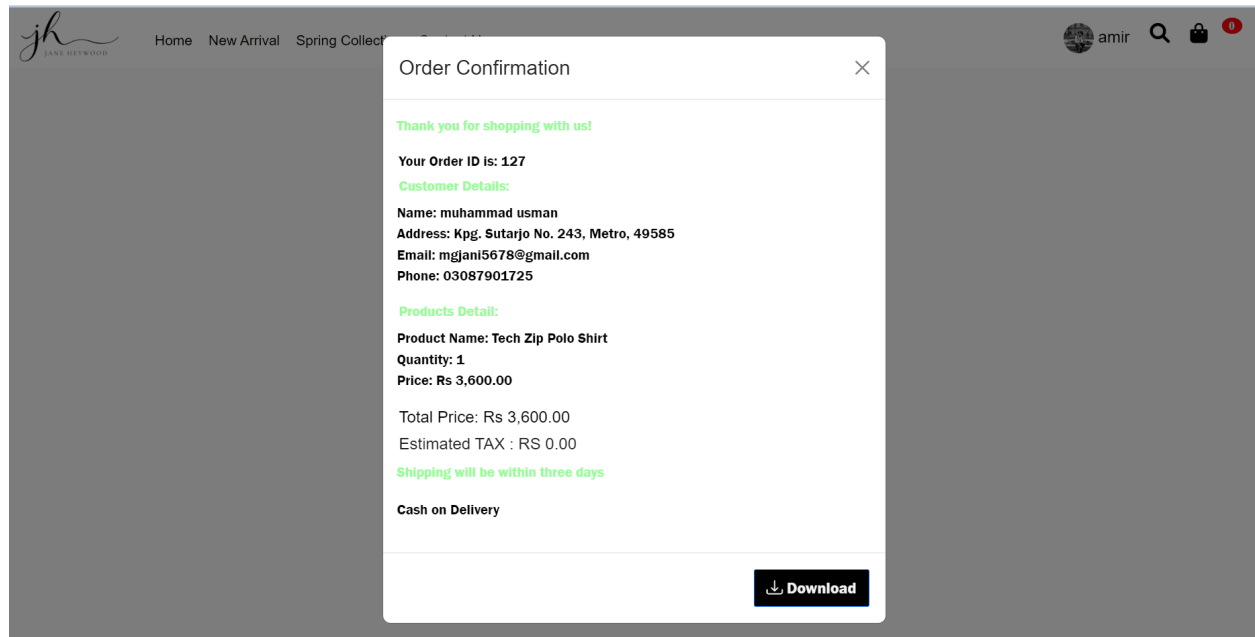 jh
JANE HEYWOOD
Home New Arrival Spring Collect
amir
0
Order Confirmation
Thank you for shopping with us!
Your Order ID is: 127
Customer Details:
Name: muhammad usman
Address: Kpg. Sutarjo No. 243, Metro, 49585
Email: mgjani5678@gmail.com
Phone: 03087901725
Products Detail:
Product Name: Tech Zip Polo Shirt
Quantity: 1
Price: Rs 3,600.00
Total Price: Rs 3,600.00
Estimated TAX : RS 0.00
Shipping will be within three days
Cash on Delivery
Download